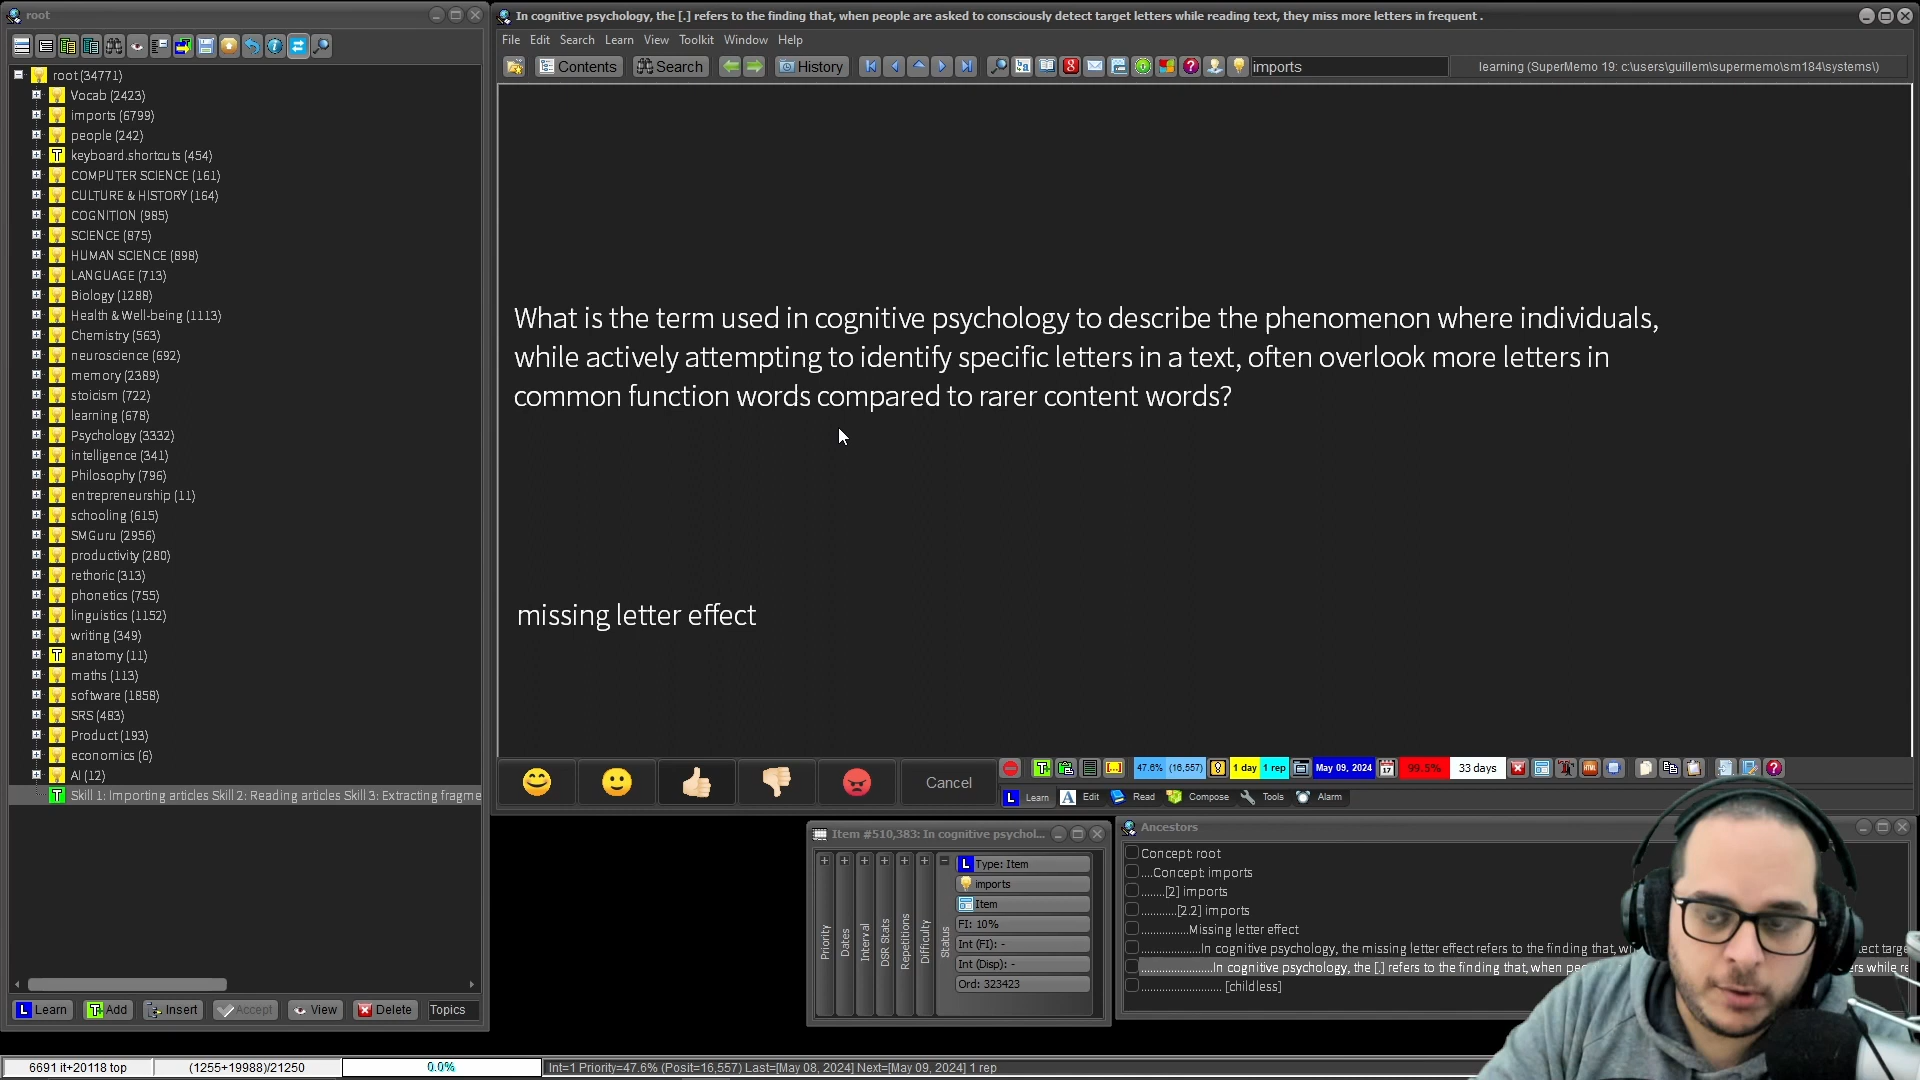 root
root (34771)
Vocab (2423)
imports (6799)
people (242)
keyboard.shortcuts (454)
COMPUTER SCIENCE (161)
CULTURE & HISTORY (164)
COGNITION (985)
SCIENCE (875)
HUMAN SCIENCE (898)
LANGUAGE (713)
Biology (1288)
Health & Well-being (1113)
Chemistry (563)
neuroscience (692)
memory (2389)
stoicism (722)
learning (678)
Psychology (3332)
intelligence (341)
Philosophy (796)
entrepreneurship (11)
schooling (615)
SMGuru (2956)
productivity (280)
rethoric (313)
phonetics (755)
linguistics (1152)
writing (349)
anatomy (11)
maths (113)
software (1858)
SRS (483)
Product (193)
economics (6)
AI (12)
Skill 1: Importing articles Skill 2: Reading articles Skill 3: Extracting fragme
Learn Add Insert Accept View Delete Topics
In cognitive psychology, the [.] refers to the finding that, when people are asked to consciously detect target letters while reading text, they miss more letters in frequent .
File Edit Search Learn View Toolkit Window Help
Contents Search History imports learning (SuperMemo 19: c:\users\guillem\supermemo\sm184\systems\)
What is the term used in cognitive psychology to describe the phenomenon where individuals,
while actively attempting to identify specific letters in a text, often overlook more letters in
common function words compared to rarer content words?
missing letter effect
Cancel
47.6% (16,557) 1 day 1 rep May 09, 2024 17 99.5% 33 days
L Learn A Edit Read Compose Tools Alarm
Item #510,383: In cognitive psychol...
Priority
Dates
Interval
DSR Stats
Repetitions
Difficulty
Status
L Type: Item
imports
Item
FI: 10%
Int (FI): -
Int (Disp): -
Ord: 323423
Ancestors
Concept: root
....Concept: imports
........[2] imports
............[2.2] imports
................Missing letter effect
....................In cognitive psychology, the missing letter effect refers to the finding that, wh
........................In cognitive psychology, the [.] refers to the finding that, when pe
............................ [childless]
6691 it+20118 top (1255+19988)/21250 0.0% Int=1 Priority=47.6% (Posit=16,557) Last=[May 08, 2024] Next=[May 09, 2024] 1 rep